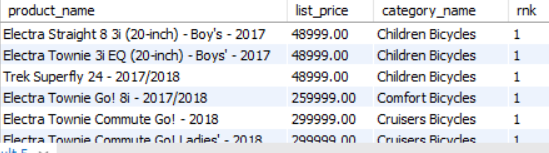 product_name list_price category_name rnk
Electra Straight 8 3i (20-inch) - Boy's - 2017 48999.00 Children Bicycles 1
Electra Townie 3i EQ (20-inch) - Boys' - 2017 48999.00 Children Bicycles 1
Trek Superfly 24 - 2017/2018 48999.00 Children Bicycles 1
Electra Townie Go! 8i - 2017/2018 259999.00 Comfort Bicycles 1
Electra Townie Commute Go! - 2018 299999.00 Cruisers Bicycles 1
Electra Townie Commute Go! Ladies' - 2018 299999.00 Cruisers Bicycles 1